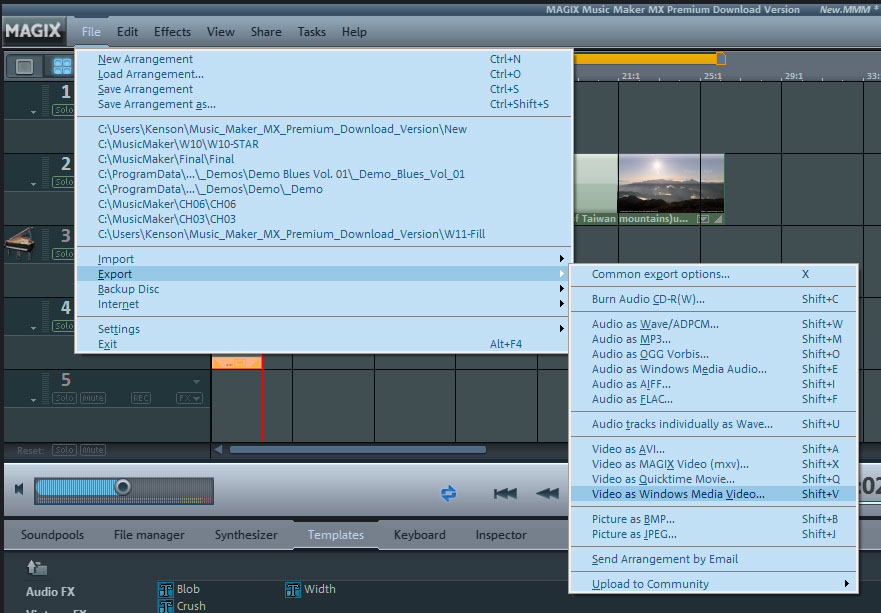 MAGIX Music Maker MX Premium Download Version New.MMM *
MAGIX File Edit Effects View Share Tasks Help
New Arrangement Ctrl+N
Load Arrangement... Ctrl+O
Save Arrangement Ctrl+S
Save Arrangement as... Ctrl+Shift+S
C:\Users\Kenson\Music_Maker_MX_Premium_Download_Version\New
C:\MusicMaker\W10\W10-STAR
C:\MusicMaker\Final\Final
C:\ProgramData\...\_Demos\Demo Blues Vol. 01\_Demo_Blues_Vol_01
C:\ProgramData\...\_Demos\Demo\_Demo
C:\MusicMaker\CH06\CH06
C:\MusicMaker\CH03\CH03
C:\Users\Kenson\Music_Maker_MX_Premium_Download_Version\W11-Fill
Import
Export
Backup Disc
Internet
Settings
Exit Alt+F4
21:1 25:1 29:1 33:
1
Solo
2
Solo
of Taiwan mountains)u...
3
Solo
4
Solo
5
Solo Mute REC FX
Reset: Solo Mute
Common export options... X
Burn Audio CD-R(W)... Shift+C
Audio as Wave/ADPCM... Shift+W
Audio as MP3... Shift+M
Audio as OGG Vorbis... Shift+O
Audio as Windows Media Audio... Shift+E
Audio as AIFF... Shift+I
Audio as FLAC... Shift+F
Audio tracks individually as Wave... Shift+U
Video as AVI... Shift+A
Video as MAGIX Video (mxv)... Shift+X
Video as Quicktime Movie... Shift+Q
Video as Windows Media Video... Shift+V
Picture as BMP... Shift+B
Picture as JPEG... Shift+J
Send Arrangement by Email
Upload to Community
:02
Soundpools File manager Synthesizer Templates Keyboard Inspector
Audio FX
Blob Width
Crush